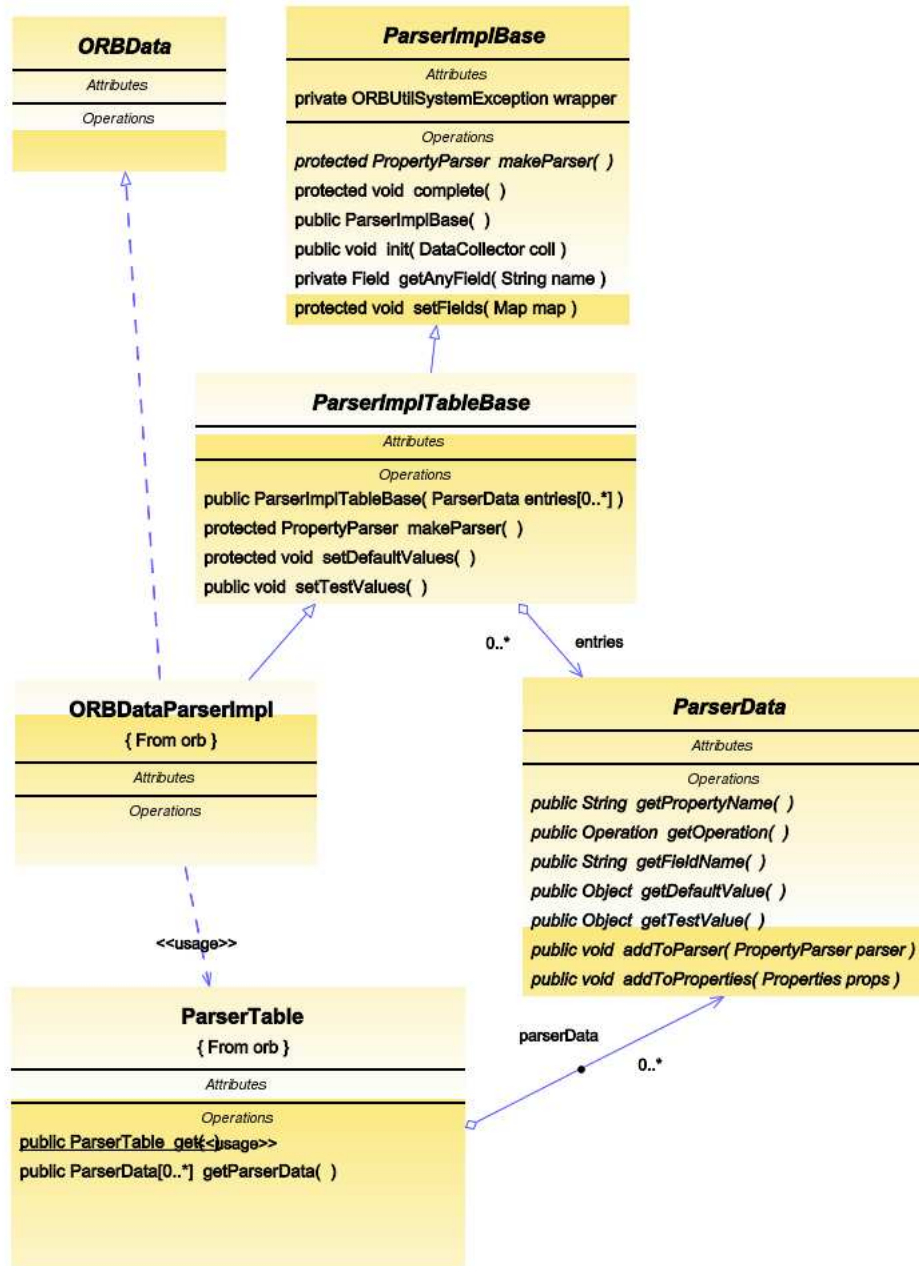 ORBData
Attributes
Operations
ParserImplBase
Attributes
private ORBUtilSystemException wrapper
Operations
protected PropertyParser makeParser( )
protected void complete( )
public ParserImplBase( )
public void init( DataCollector coll )
private Field getAnyField( String name )
protected void setFields( Map map )
ParserImplTableBase
Attributes
Operations
public ParserImplTableBase( ParserData entries[0..*] )
protected PropertyParser makeParser( )
protected void setDefaultValues( )
public void setTestValues( )
0..*
entries
ORBDataParserImpl
{ From orb }
Attributes
Operations
ParserData
Attributes
Operations
public String getPropertyName( )
public Operation getOperation( )
public String getFieldName( )
public Object getDefaultValue( )
public Object getTestValue( )
public void addToParser( PropertyParser parser )
public void addToProperties( Properties props )
<<usage>>
ParserTable
{ From orb }
Attributes
Operations
public ParserTable get( )
<<usage>>
public ParserData[0..*] getParserData( )
parserData
0..*